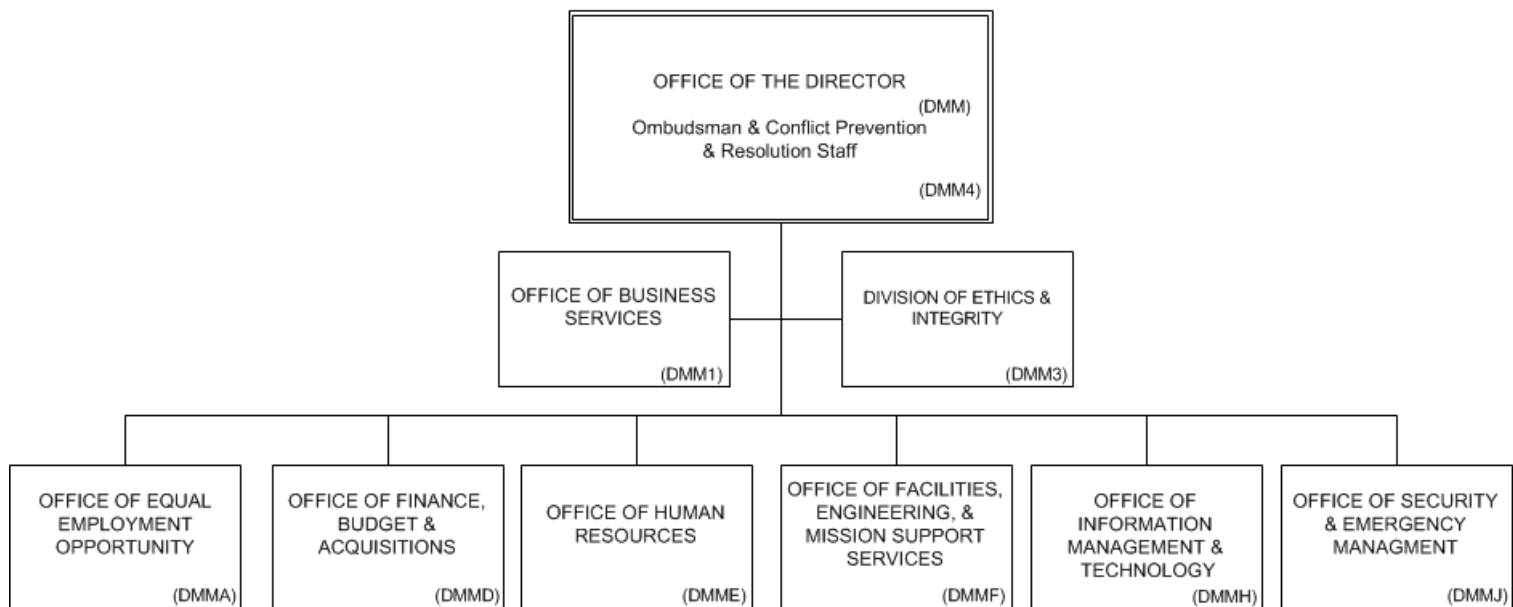 OFFICE OF THE DIRECTOR
(DMM)
Ombudsman & Conflict Prevention
& Resolution Staff
(DMM4)
OFFICE OF BUSINESS
SERVICES
(DMM1)
DIVISION OF ETHICS &
INTEGRITY
(DMM3)
OFFICE OF EQUAL
EMPLOYMENT
OPPORTUNITY
(DMMA)
OFFICE OF FINANCE,
BUDGET &
ACQUISITIONS
(DMMD)
OFFICE OF HUMAN
RESOURCES
(DMME)
OFFICE OF FACILITIES,
ENGINEERING, &
MISSION SUPPORT
SERVICES
(DMMF)
OFFICE OF
INFORMATION
MANAGEMENT &
TECHNOLOGY
(DMMH)
OFFICE OF SECURITY
& EMERGENCY
MANAGMENT
(DMMJ)